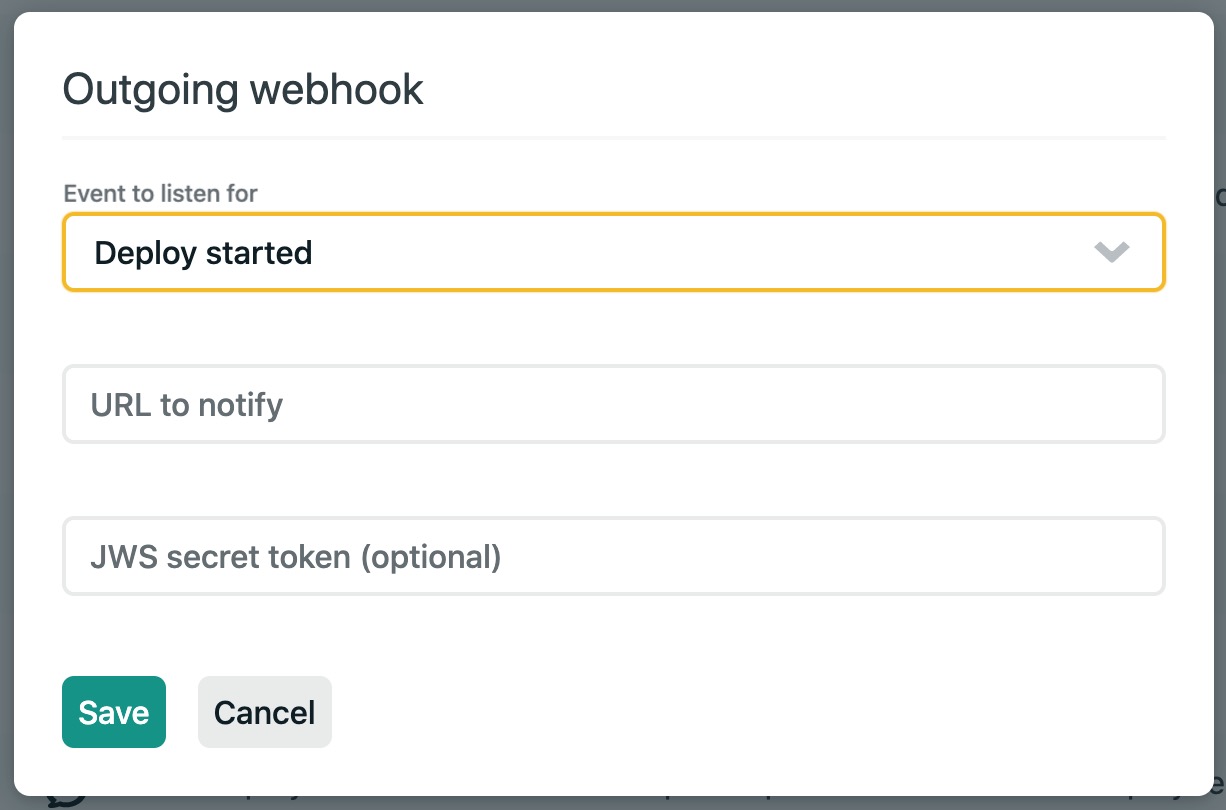 Outgoing webhook
Event to listen for
Deploy started
URL to notify
JWS secret token (optional)
Save Cancel